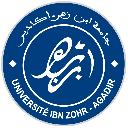 جامعة ابن زهر - أكادير
UNIVERSITÉ IBN ZOHR - AGADIR